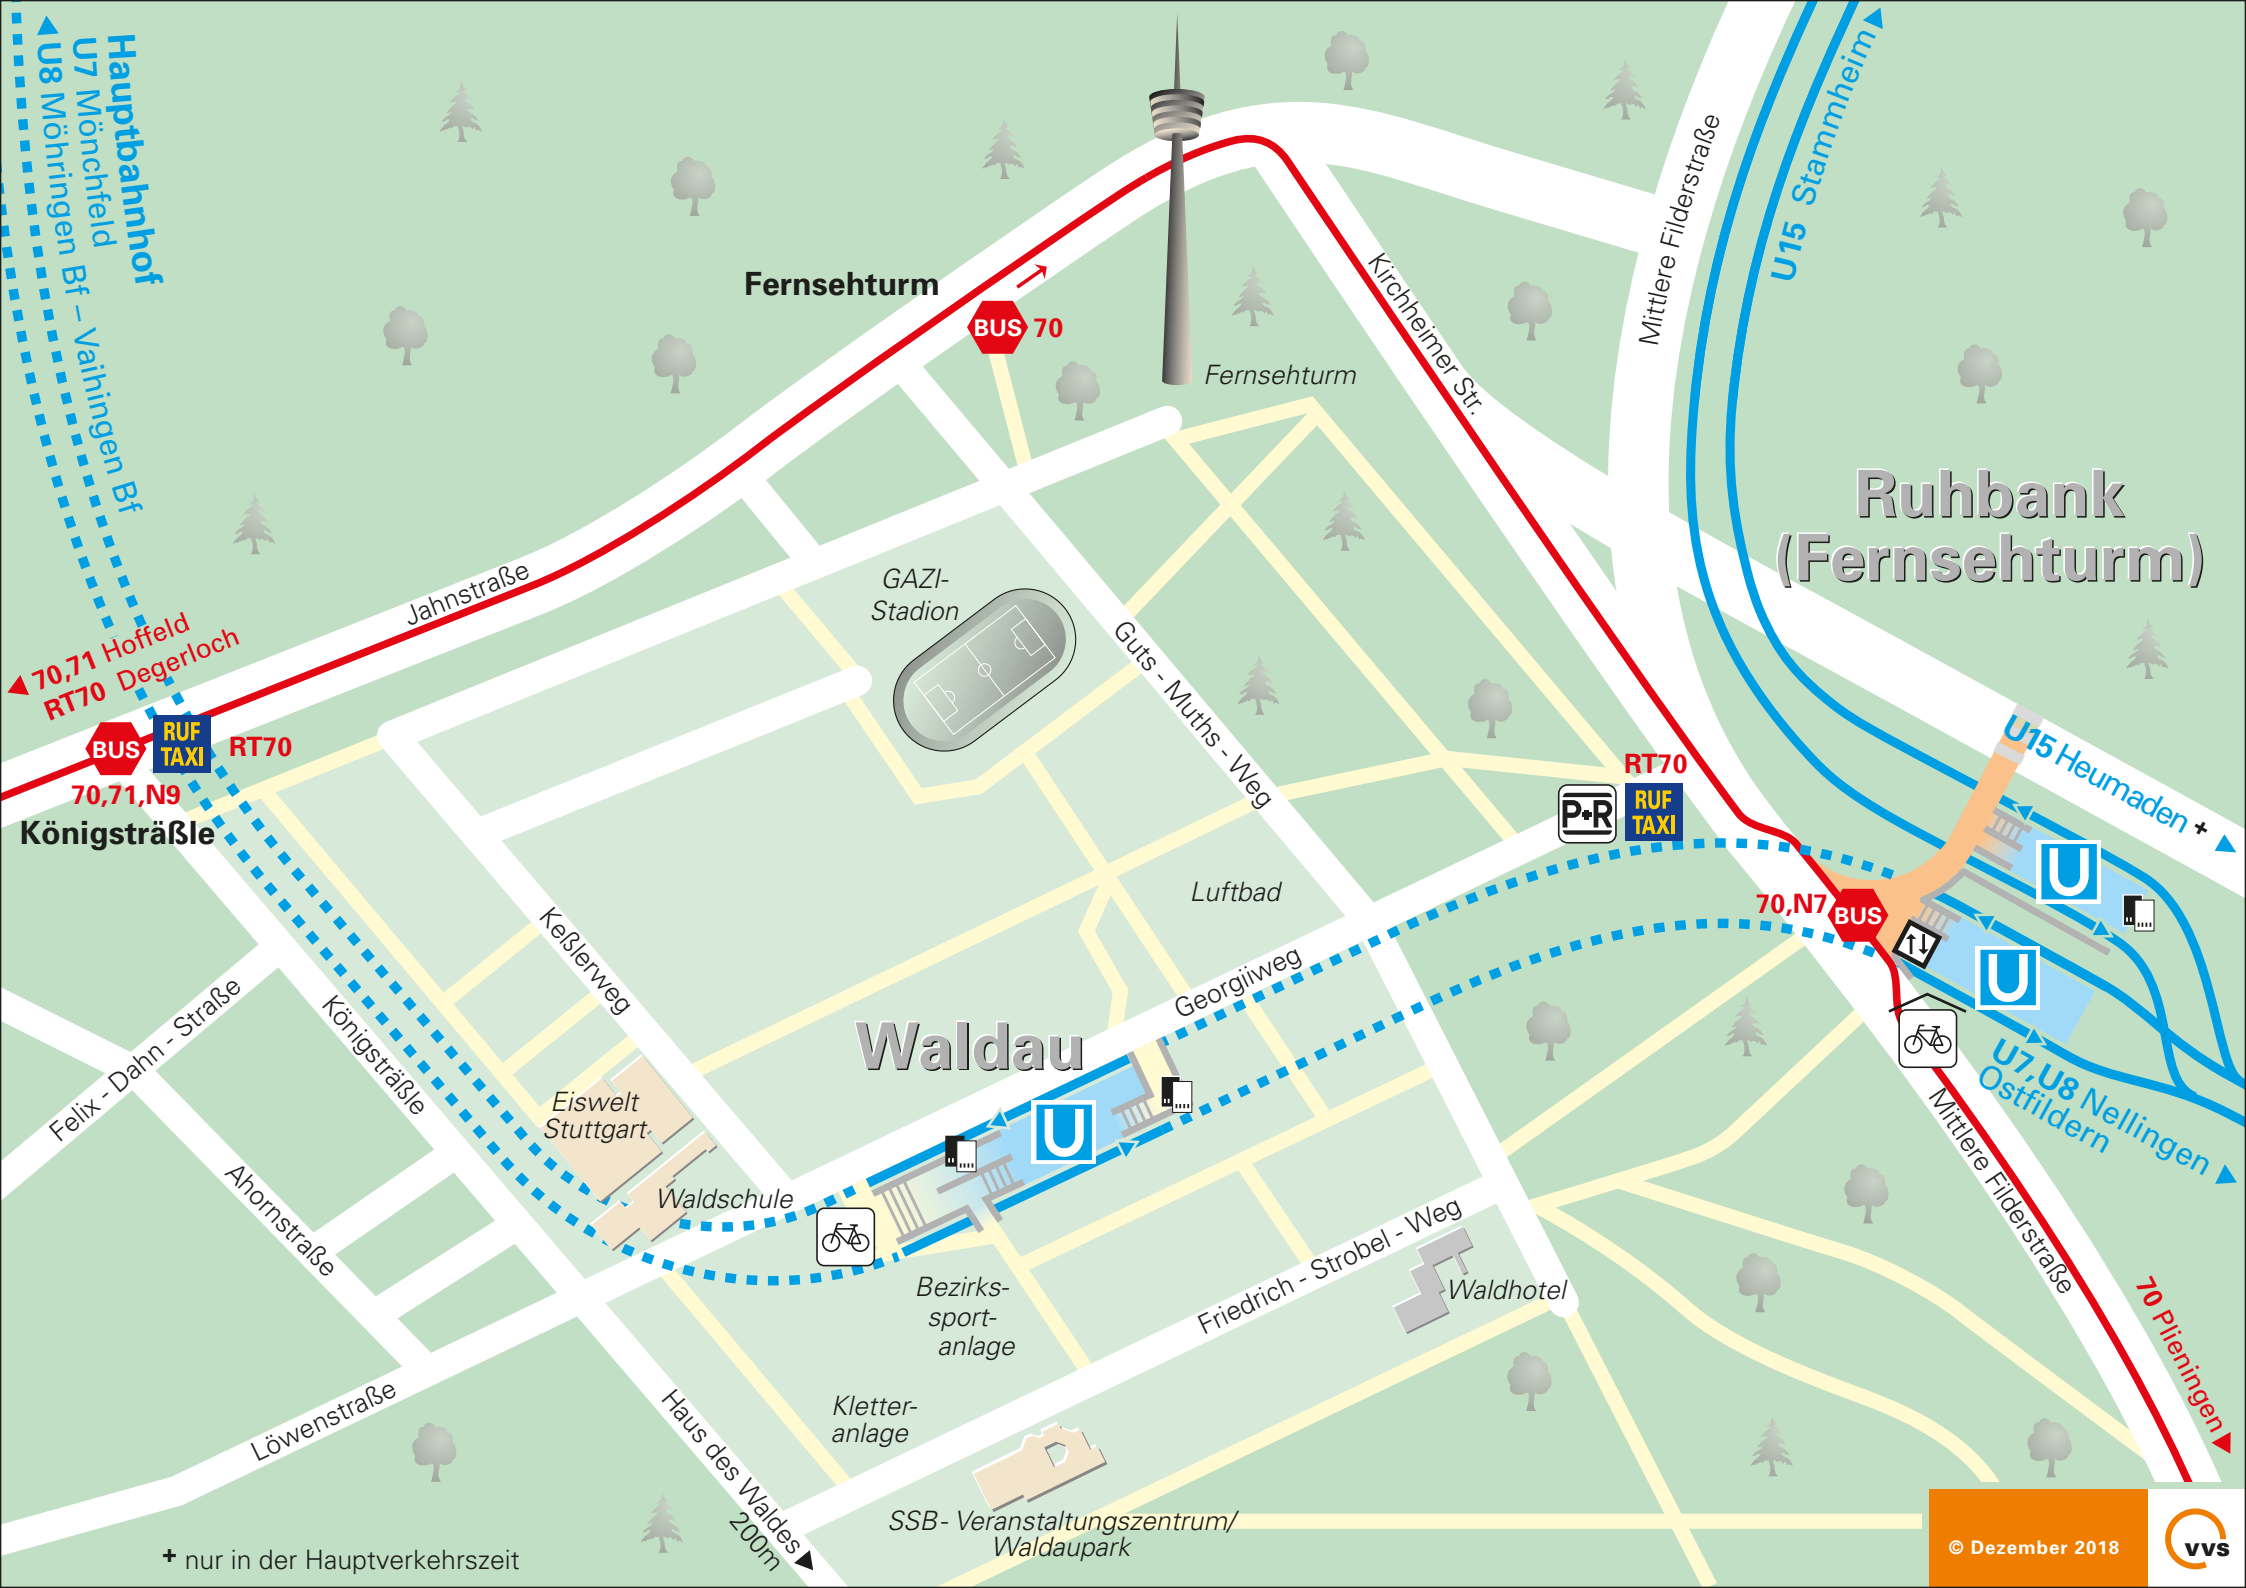 Hauptbahnhof
U7 Mönchfeld
U8 Möhringen Bf – Vaihingen Bf
U15 Stammheim
Mittlere Filderstraße
Fernsehturm
BUS 70
Fernsehturm
Kirchheimer Str.
Ruhbank
(Fernsehturm)
Jahnstraße
GAZI-
Stadion
Guts - Muths - Weg
70,71 Hoffeld
RT70 Degerloch
BUS
RUF
TAXI
RT70
70,71,N9
Königsträßle
RT70
P+R
RUF
TAXI
U15 Heumaden +
U
70,N7
BUS
U
Luftbad
Keßlerweg
Georgiiweg
Felix - Dahn - Straße
Königsträßle
Waldau
U
Eiswelt
Stuttgart
U7,U8 Nellingen
Ostfildern
Mittlere Filderstraße
Ahornstraße
Waldschule
Bezirks-
sport-
anlage
Friedrich - Strobel - Weg
Waldhotel
70 Plieningen
Löwenstraße
Haus des Waldes
200m
Kletter-
anlage
SSB - Veranstaltungszentrum/
Waldaupark
+ nur in der Hauptverkehrszeit
© Dezember 2018
vvs